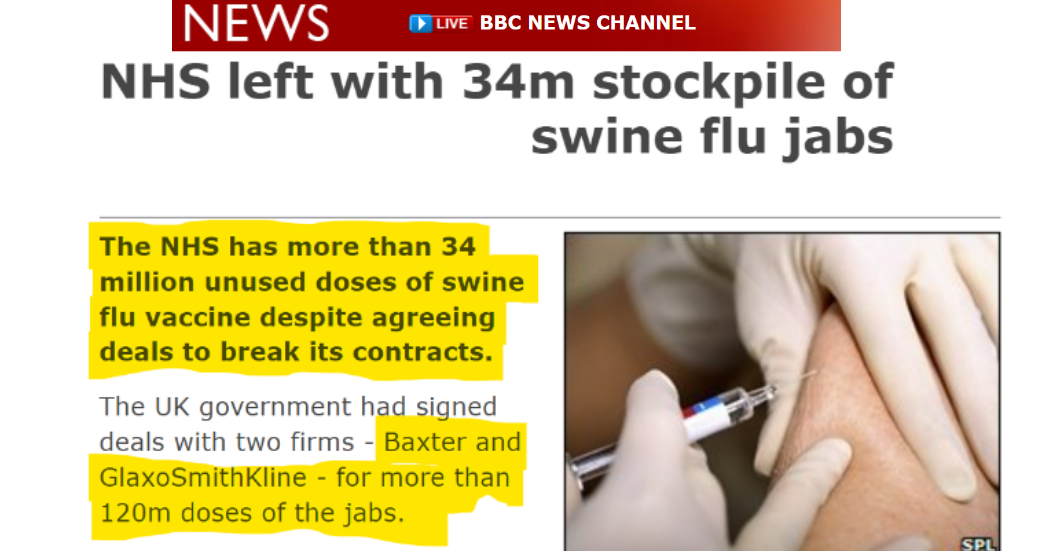 NEWS LIVE BBC NEWS CHANNEL
NHS left with 34m stockpile of
swine flu jabs
The NHS has more than 34
million unused doses of swine
flu vaccine despite agreeing
deals to break its contracts.
The UK government had signed
deals with two firms - Baxter and
GlaxoSmithKline - for more than
120m doses of the jabs.
SPL